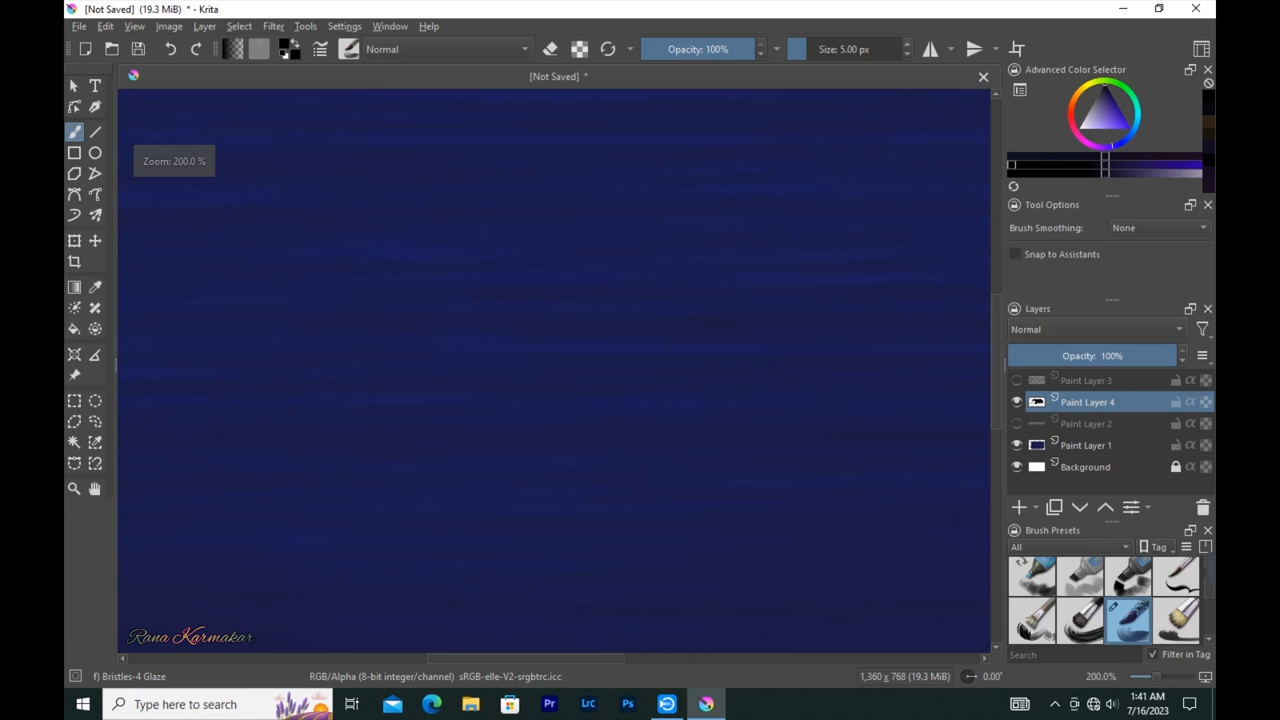 [Not Saved] (19.3 MiB) * - Krita
File Edit View Image Layer Select Filter Tools Settings Window Help
Normal Opacity: 100% Size: 5.00 px
[Not Saved] *
Advanced Color Selector
Zoom: 200.0 %
Tool Options
Brush Smoothing: None
Snap to Assistants
Layers
Normal
Opacity: 100%
Paint Layer 3
Paint Layer 4
Paint Layer 2
Paint Layer 1
Background
Brush Presets
All Tag
Rana Karmakar
Search Filter in Tag
f) Bristles-4 Glaze RGB/Alpha (8-bit integer/channel) sRGB-elle-V2-srgbtrc.icc 1,360 x 768 (19.3 MiB) 0.00° 200.0%
Type here to search Pr Lrc Ps 1:41 AM
7/16/2023